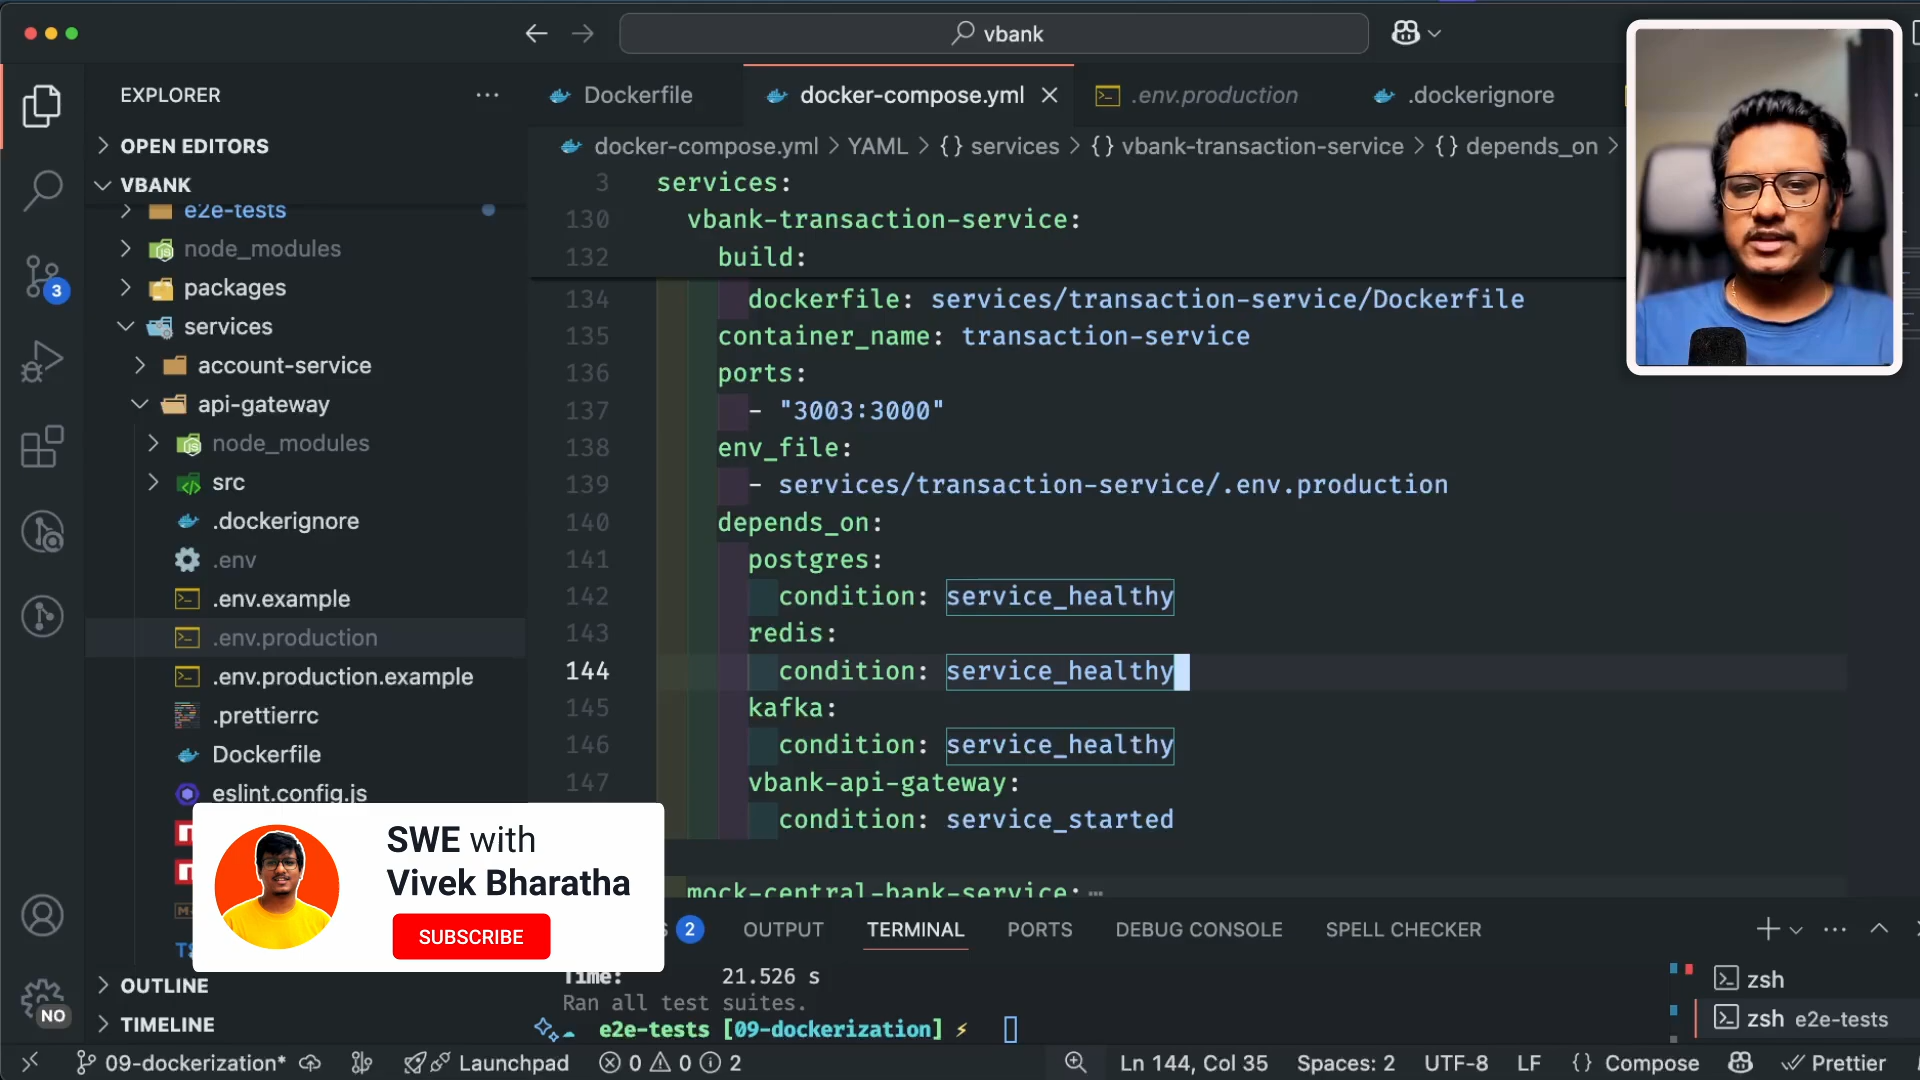 vbank
EXPLORER
OPEN EDITORS
VBANK
e2e-tests
node_modules
packages
services
account-service
api-gateway
node_modules
src
.dockerignore
.env
.env.example
.env.production
.env.production.example
.prettierrc
Dockerfile
eslint.config.js
OUTLINE
TIMELINE
3
NO
Dockerfile
docker-compose.yml
.env.production
.dockerignore
docker-compose.yml > YAML > {} services > {} vbank-transaction-service > {} depends_on >
3 services:
130 vbank-transaction-service:
132 build:
134 dockerfile: services/transaction-service/Dockerfile
135 container_name: transaction-service
136 ports:
137 - "3003:3000"
138 env_file:
139 - services/transaction-service/.env.production
140 depends_on:
141 postgres:
142 condition: service_healthy
143 redis:
144 condition: service_healthy
145 kafka:
146 condition: service_healthy
147 vbank-api-gateway:
condition: service_started
mock-central-bank-service:
SWE with
Vivek Bharatha
SUBSCRIBE
2 OUTPUT TERMINAL PORTS DEBUG CONSOLE SPELL CHECKER
Time: 21.526 s
Ran all test suites.
e2e-tests [09-dockerization]
zsh
zsh e2e-tests
09-dockerization* Launchpad 0 0 2 Ln 144, Col 35 Spaces: 2 UTF-8 LF {} Compose Prettier